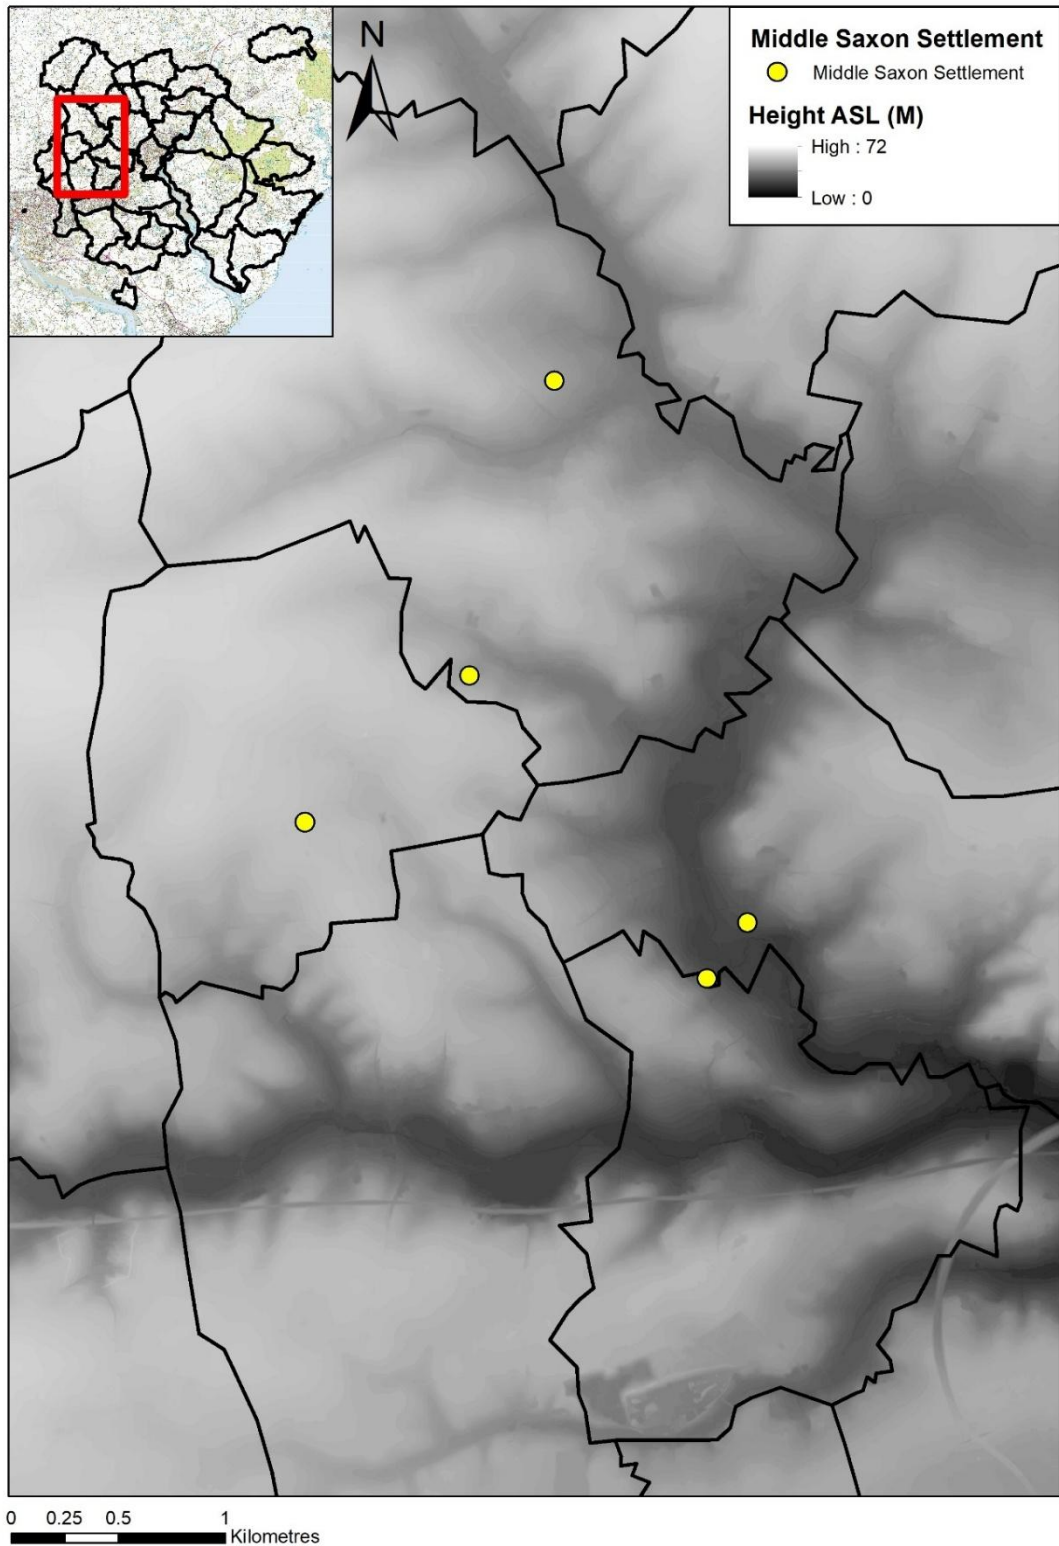 N
Middle Saxon Settlement
Middle Saxon Settlement
Height ASL (M)
High : 72
Low : 0
0 0.25 0.5 1
Kilometres